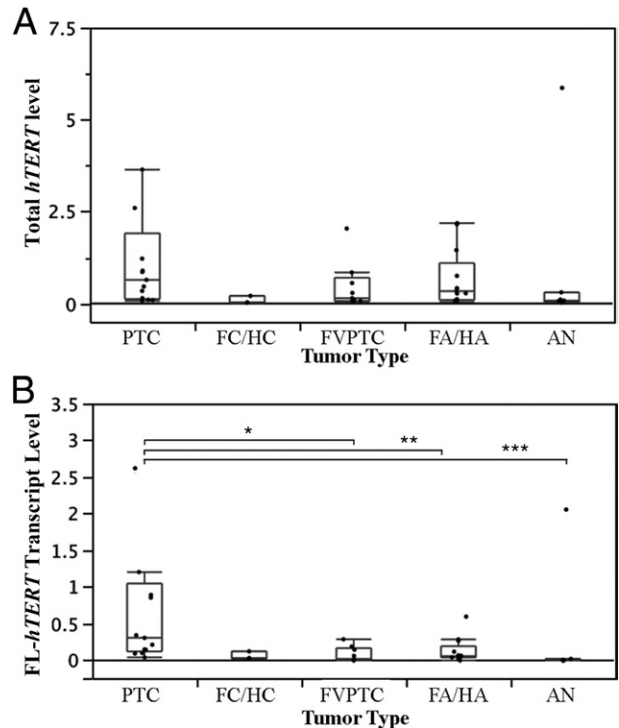 A
7.5
5
2.5
0
Total hTERT level
PTC FC/HC FVPTC FA/HA AN
Tumor Type
B
3.5
3
2.5
2
1.5
1
0.5
0
FL-hTERT Transcript Level
*
**
***
PTC FC/HC FVPTC FA/HA AN
Tumor Type